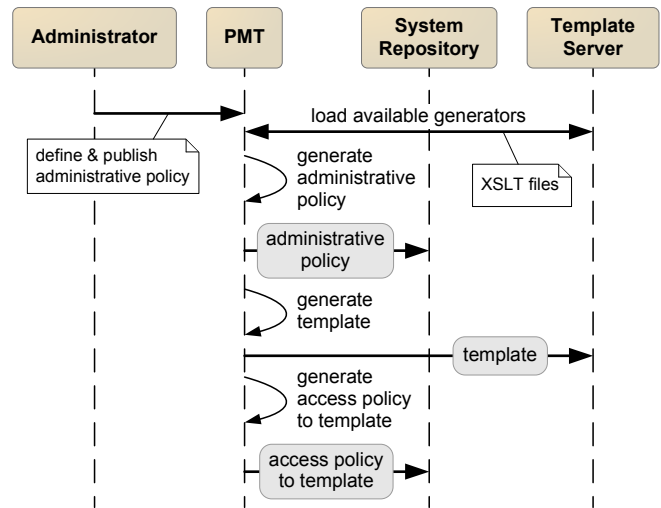 Administrator
PMT
System
Repository
Template
Server
load available generators
define & publish
administrative policy
XSLT files
generate
administrative
policy
administrative
policy
generate
template
template
generate
access policy
to template
access policy
to template